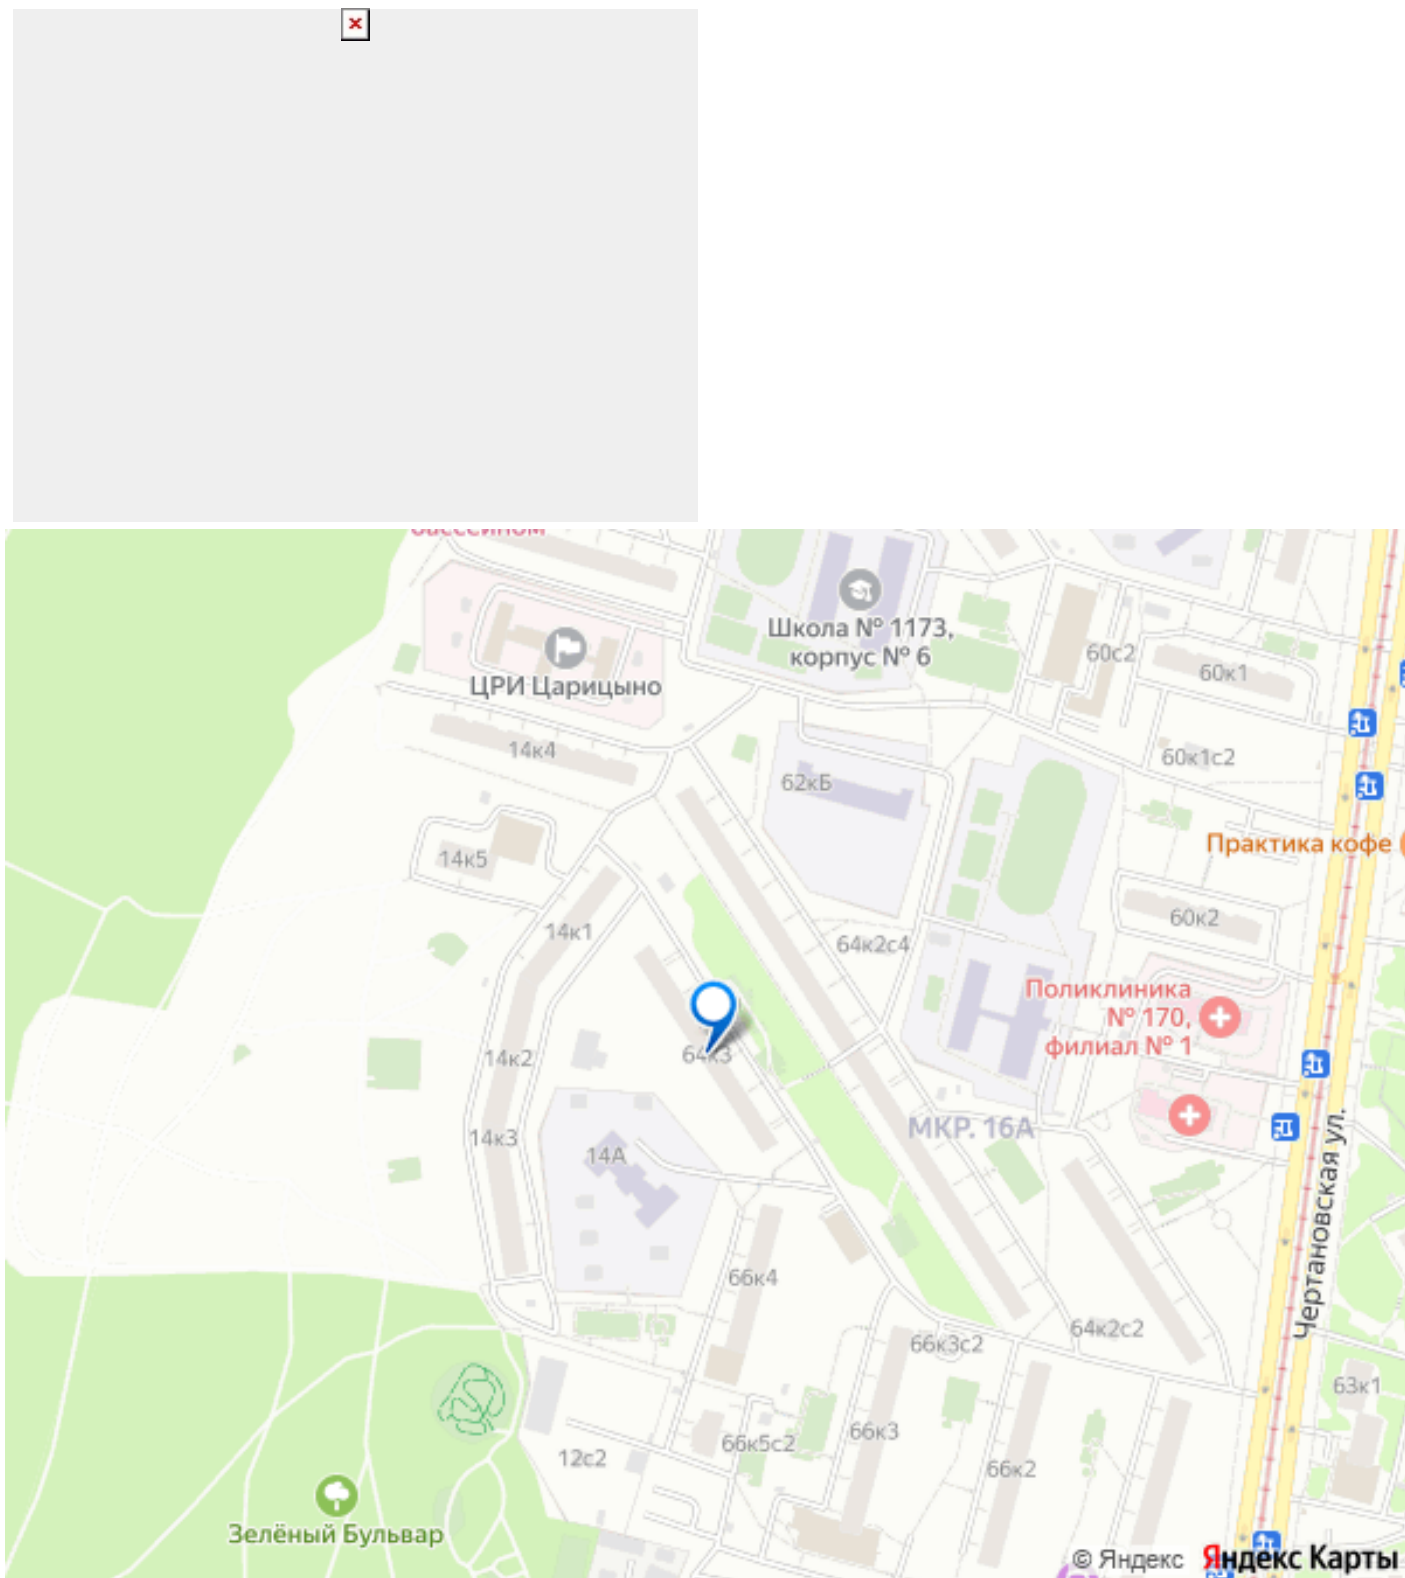 бассейном
Школа № 1173,
корпус № 6
60с2
60к1
ЦРИ Царицыно
14к4
60к1с2
62кБ
Практика кофе
14к5
60к2
14к1
64к2с4
Поликлиника
№ 170,
филиал № 1
14к2
64к3
МКР. 16А
14к3
14А
Чертановская ул.
66к4
64к2с2
66к3с2
63к1
66к3
66к5с2
12с2
66к2
Зелёный Бульвар
© Яндекс Яндекс Карты